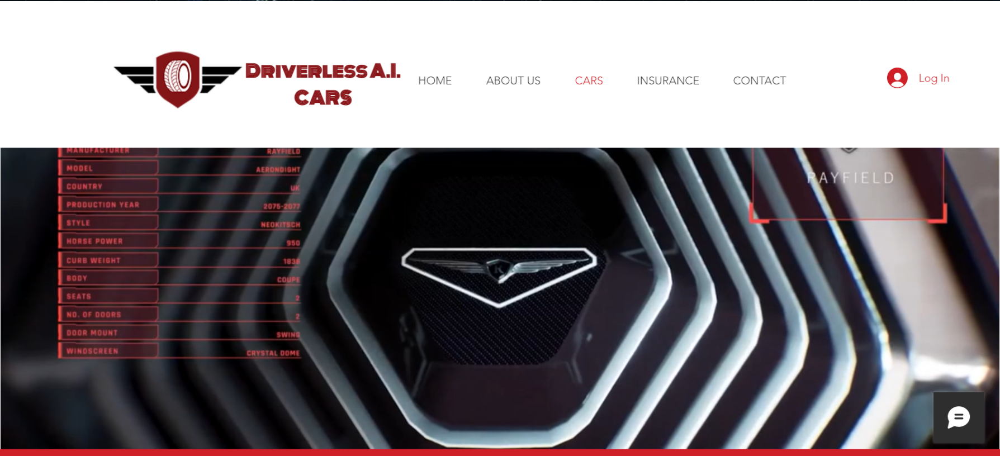 DRIVERLESS A.I.
CARS
HOME
ABOUT US
CARS
INSURANCE
CONTACT
Log In
MANUFACTURER RAYFIELD
MODEL AERONDIGHT
COUNTRY UK
PRODUCTION YEAR 2075-2077
STYLE NEOKITSCH
HORSE POWER 950
CURB WEIGHT 1838
BODY COUPE
SEATS 2
NO. OF DOORS 2
DOOR MOUNT SWING
WINDSCREEN CRYSTAL DOME
RAYFIELD
R